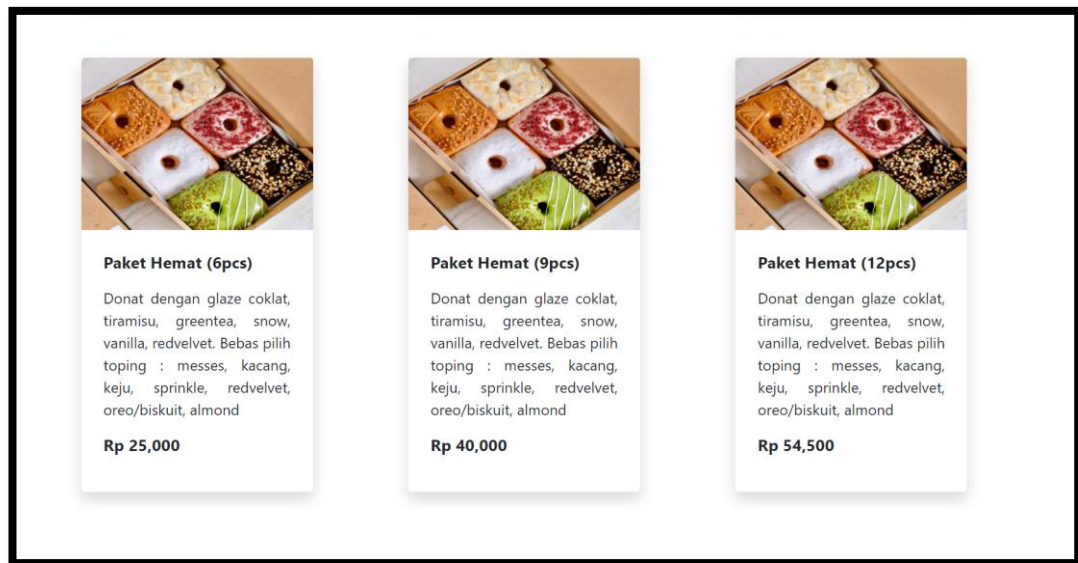 Paket Hemat (6pcs)
Donat dengan glaze coklat,
tiramisu, greentea, snow,
vanilla, redvelvet. Bebas pilih
toping : messes, kacang,
keju, sprinkle, redvelvet,
oreo/biskuit, almond
Rp 25,000
Paket Hemat (9pcs)
Donat dengan glaze coklat,
tiramisu, greentea, snow,
vanilla, redvelvet. Bebas pilih
toping : messes, kacang,
keju, sprinkle, redvelvet,
oreo/biskuit, almond
Rp 40,000
Paket Hemat (12pcs)
Donat dengan glaze coklat,
tiramisu, greentea, snow,
vanilla, redvelvet. Bebas pilih
toping : messes, kacang,
keju, sprinkle, redvelvet,
oreo/biskuit, almond
Rp 54,500